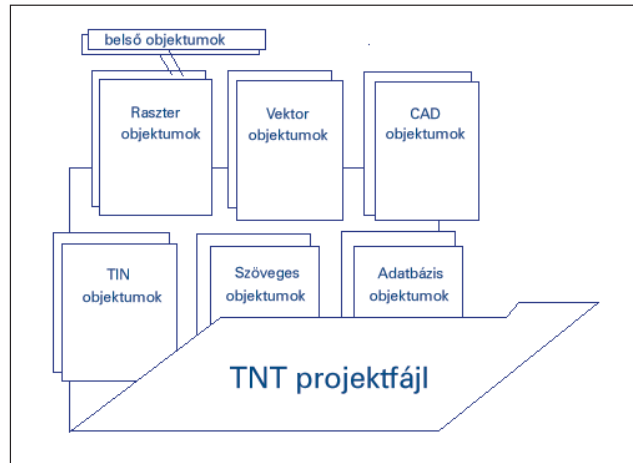 belső objektumok
Raszter
objektumok
Vektor
objektumok
CAD
objektumok
TIN
objektumok
Szöveges
objektumok
Adatbázis
objektumok
TNT projektfájl